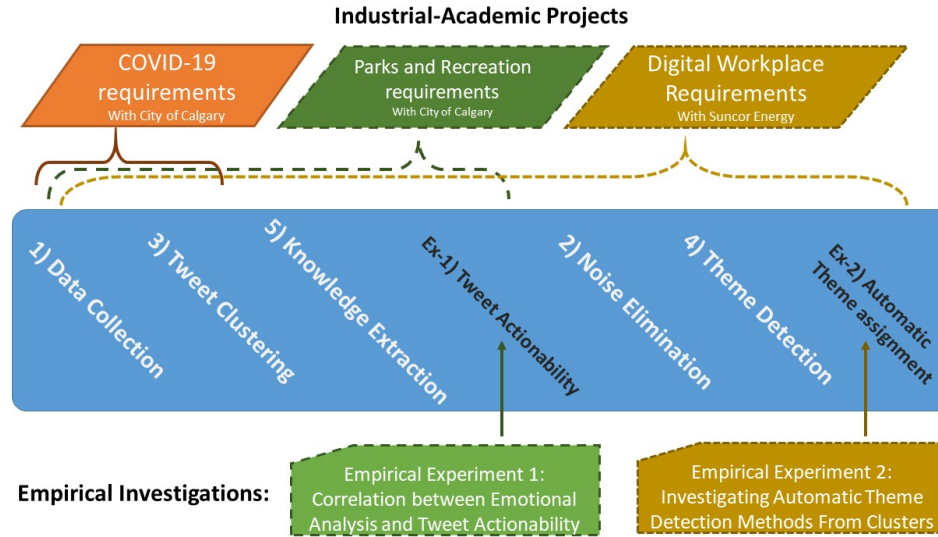 Industrial-Academic Projects
COVID-19
requirements
With City of Calgary
Parks and Recreation
requirements
With City of Calgary
Digital Workplace
Requirements
With Suncor Energy
1) Data Collection
3) Tweet Clustering
5) Knowledge Extraction
Ex-1) Tweet Actionability
2) Noise Elimination
4) Theme Detection
Ex-2) Automatic
Theme assignment
Empirical Investigations:
Empirical Experiment 1:
Correlation between Emotional
Analysis and Tweet Actionability
Empirical Experiment 2:
Investigating Automatic Theme
Detection Methods From Clusters